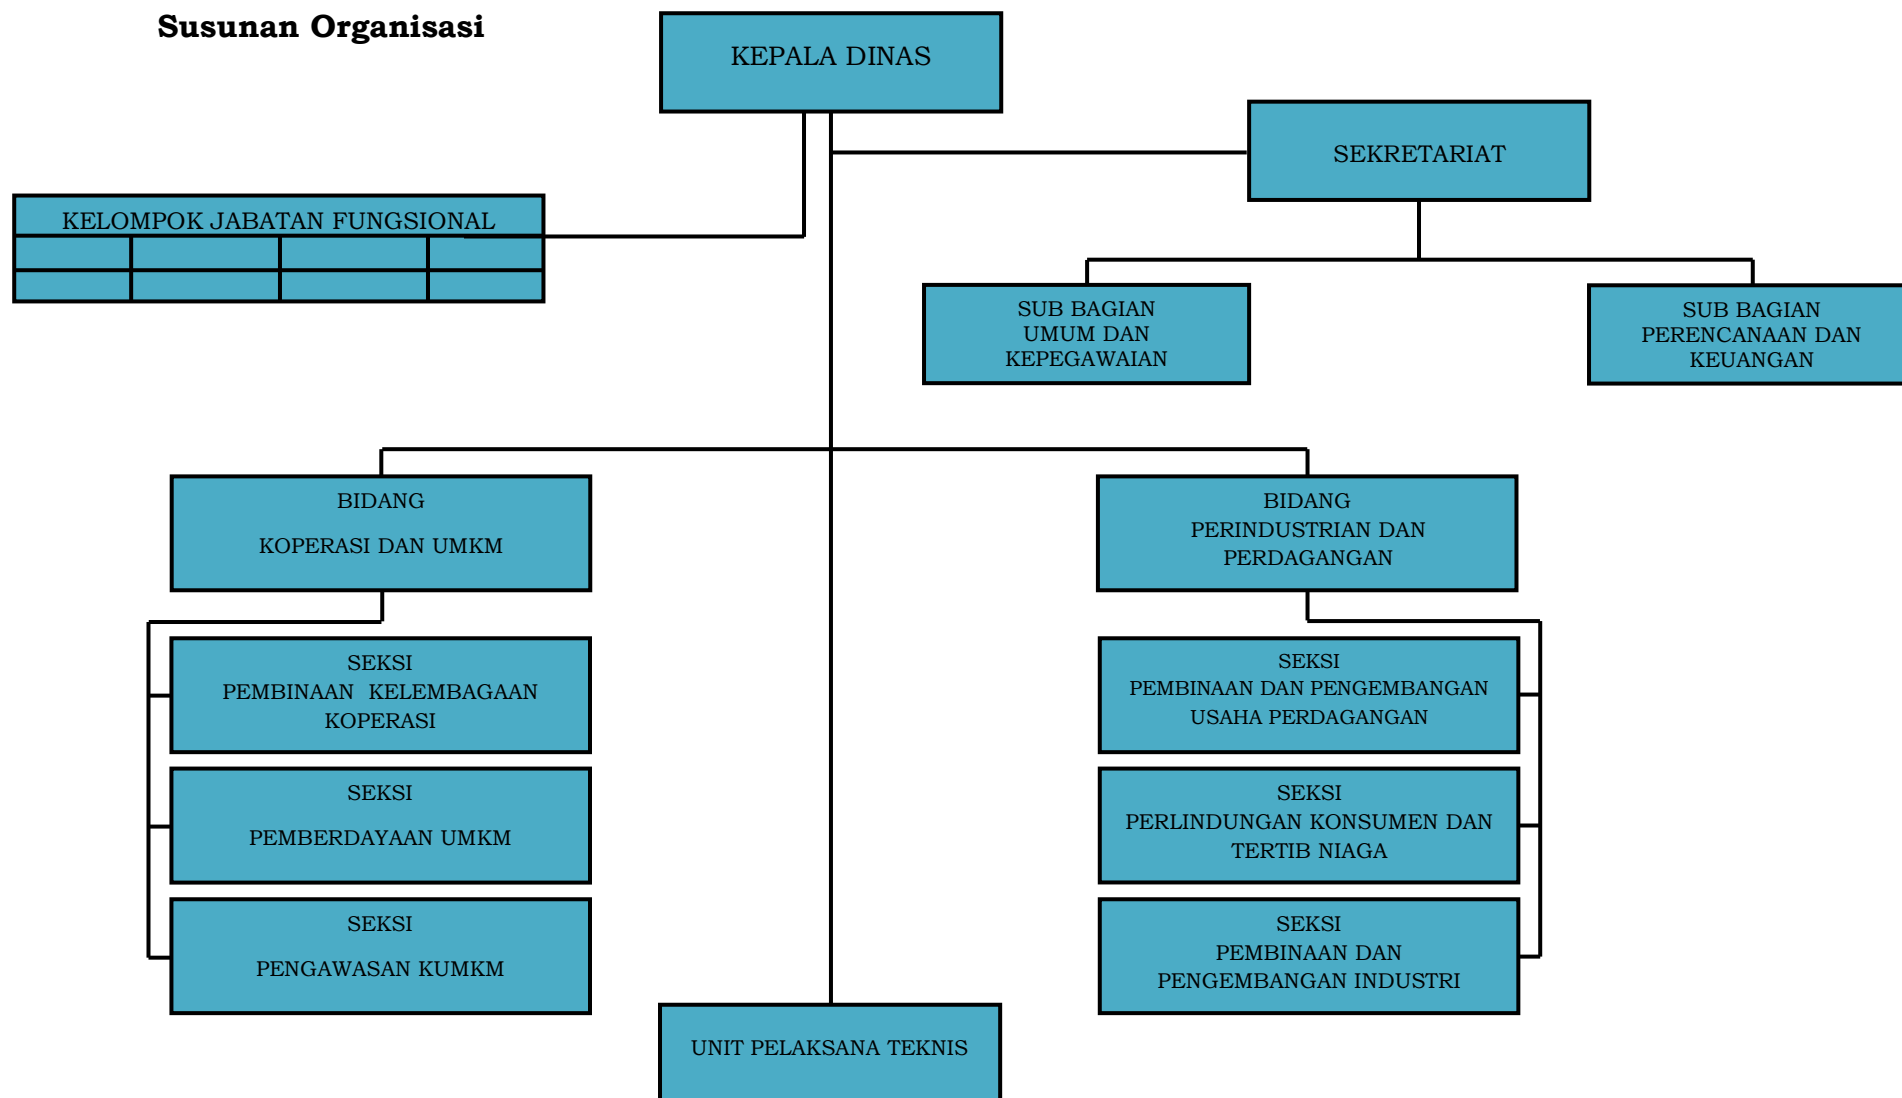 Susunan Organisasi
KEPALA DINAS
SEKRETARIAT
KELOMPOK JABATAN FUNGSIONAL
SUB BAGIAN
UMUM DAN
KEPEGAWAIAN
SUB BAGIAN
PERENCANAAN DAN
KEUANGAN
BIDANG
KOPERASI DAN UMKM
BIDANG
PERINDUSTRIAN DAN
PERDAGANGAN
SEKSI
PEMBINAAN  KELEMBAGAAN
KOPERASI
SEKSI
PEMBINAAN DAN PENGEMBANGAN
USAHA PERDAGANGAN
SEKSI
PEMBERDAYAAN UMKM
SEKSI
PERLINDUNGAN KONSUMEN DAN
TERTIB NIAGA
SEKSI
PENGAWASAN KUMKM
SEKSI
PEMBINAAN DAN
PENGEMBANGAN INDUSTRI
UNIT PELAKSANA TEKNIS